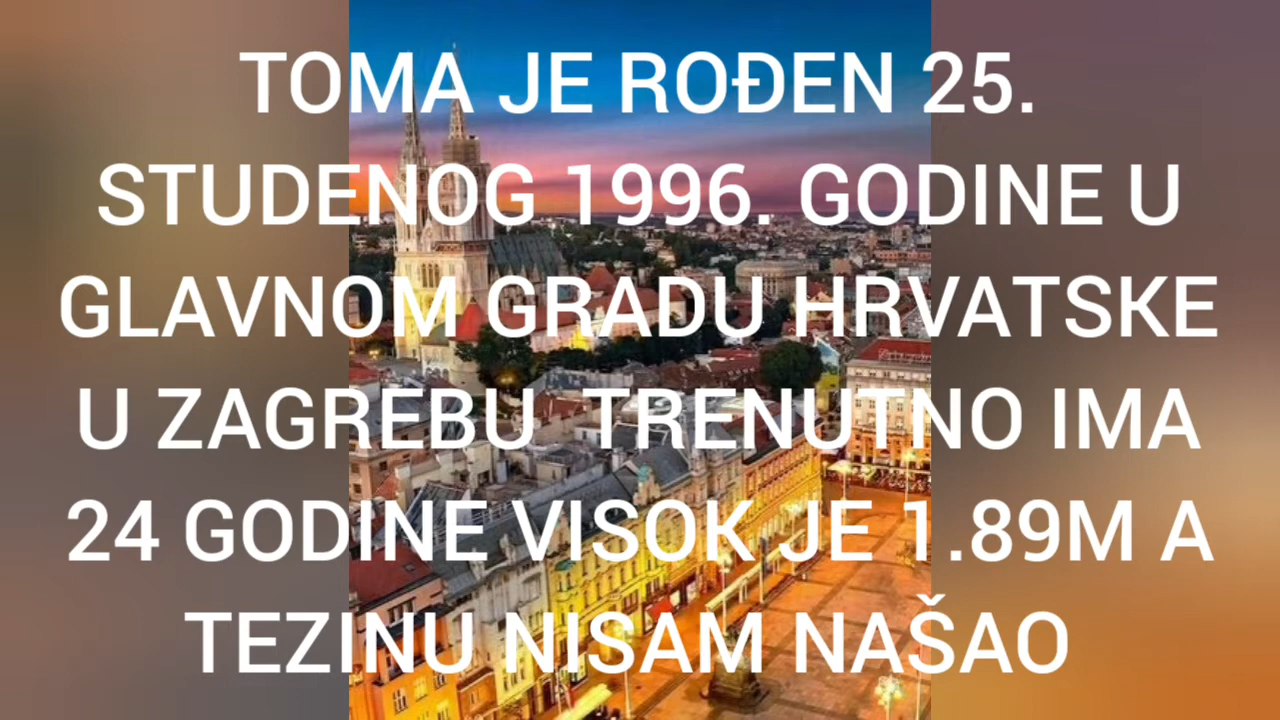 TOMA JE ROĐEN 25.
STUDENOG 1996. GODINE U
GLAVNOM GRADU HRVATSKE
U ZAGREBU TRENUTNO IMA
24 GODINE VISOK JE 1.89M A
TEZINU NISAM NAŠAO